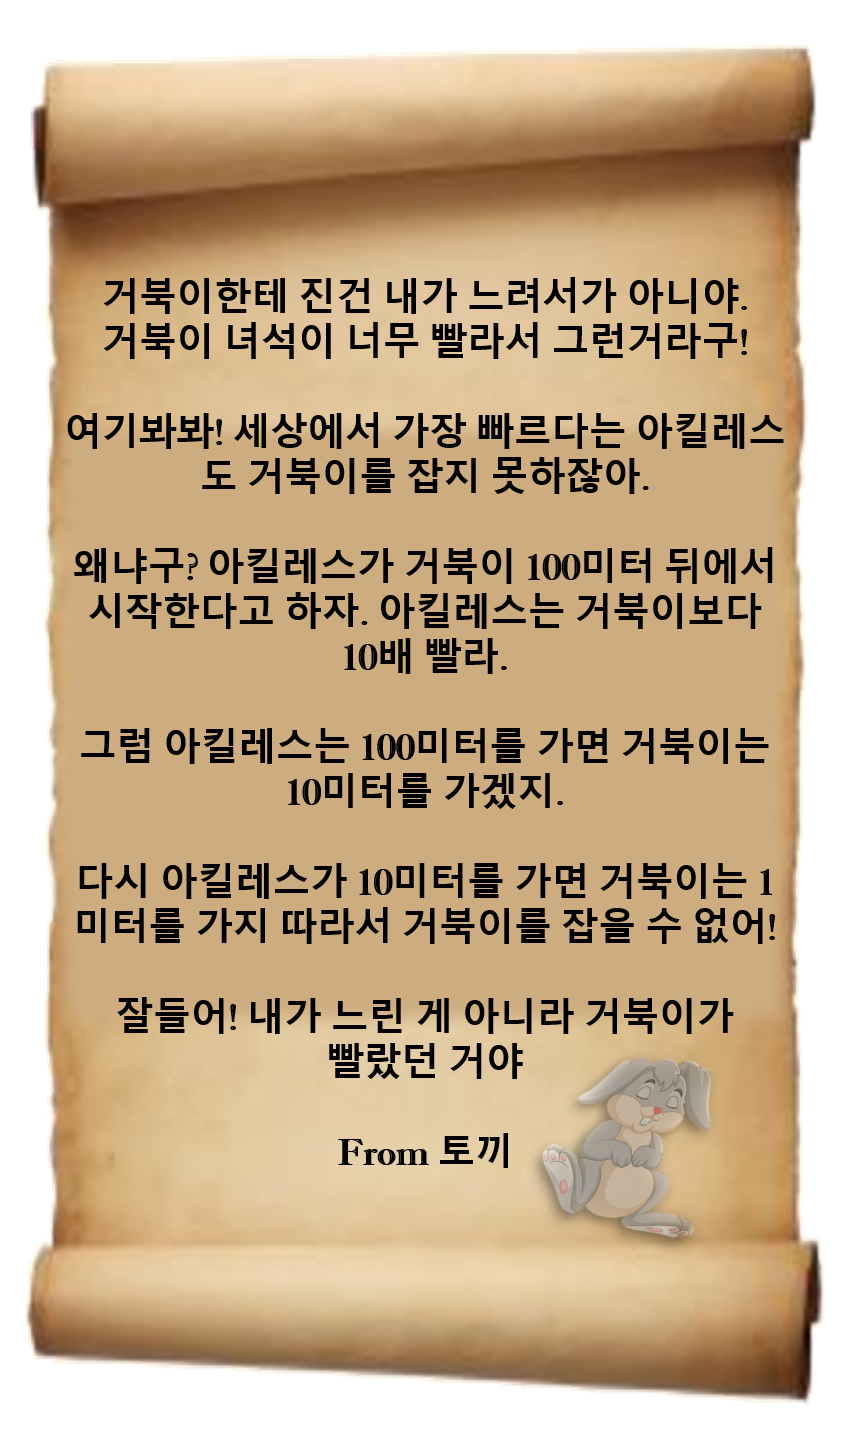 거북이한테 진건 내가 느려서가 아니야.
거북이 녀석이 너무 빨라서 그런거라구!
여기봐봐! 세상에서 가장 빠르다는 아킬레스
도 거북이를 잡지 못하잖아.
왜냐구? 아킬레스가 거북이 100미터 뒤에서
시작한다고 하자. 아킬레스는 거북이보다
10배 빨라.
그럼 아킬레스는 100미터를 가면 거북이는
10미터를 가겠지.
다시 아킬레스가 10미터를 가면 거북이는 1
미터를 가지 따라서 거북이를 잡을 수 없어!
잘들어! 내가 느린 게 아니라 거북이가
빨랐던 거야
From 토끼